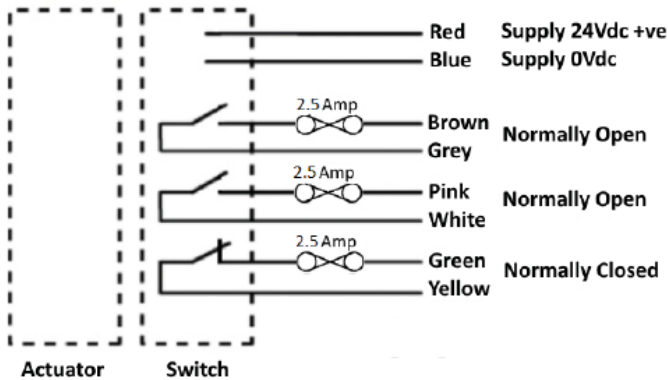 Red Supply 24Vdc +ve
Blue Supply 0Vdc
2.5 Amp
Brown
Normally Open
Grey
2.5 Amp
Pink
Normally Open
White
2.5 Amp
Green
Normally Closed
Yellow
Actuator Switch